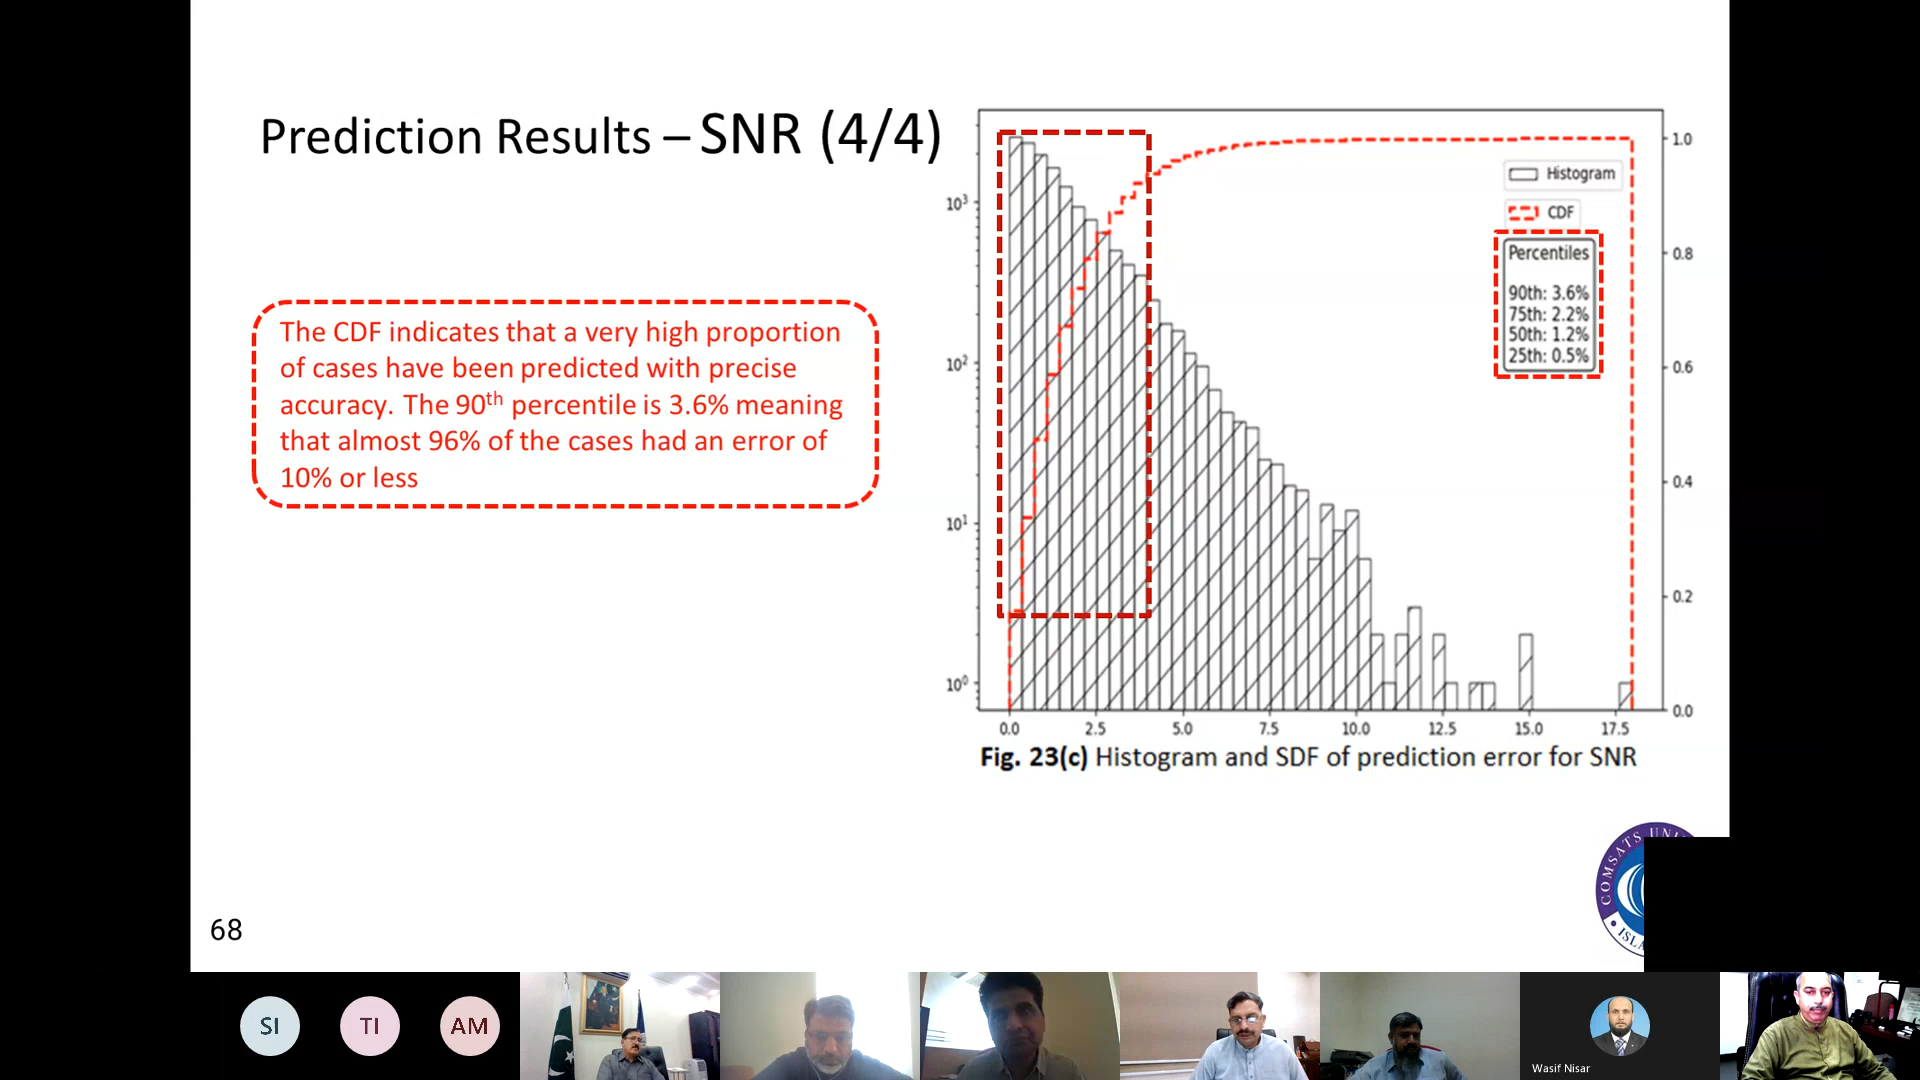 Prediction Results – SNR (4/4)
The CDF indicates that a very high proportion
of cases have been predicted with precise
accuracy. The 90th percentile is 3.6% meaning
that almost 96% of the cases had an error of
10% or less
10³
10²
10¹
10⁰
1.0
0.8
0.6
0.4
0.2
0.0
Histogram
CDF
Percentiles
90th: 3.6%
75th: 2.2%
50th: 1.2%
25th: 0.5%
0.0 2.5 5.0 7.5 10.0 12.5 15.0 17.5
Fig. 23(c) Histogram and SDF of prediction error for SNR
COMSATS UNI
ISL
68
SI TI AM
Wasif Nisar